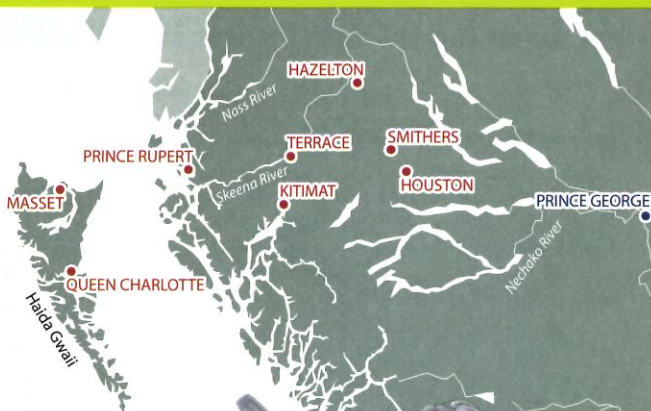 HAZELTON
Nass River
TERRACE
SMITHERS
PRINCE RUPERT
Skeena River
HOUSTON
KITIMAT
MASSET
PRINCE GEORGE
Nechako River
QUEEN CHARLOTTE
Haida Gwaii